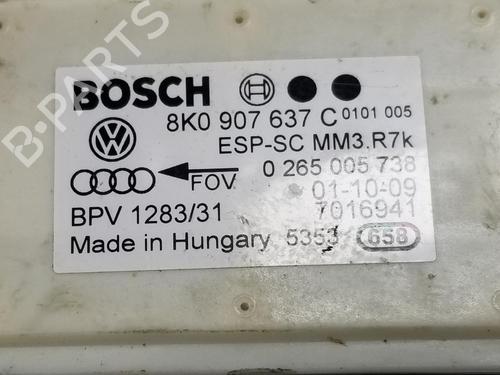 BOSCH
8K0 907 637 C 0101 005
ESP-SC MM3.R7k
FOV 0 265 005 738
01-10-09
BPV 1283/31 7016941
Made in Hungary 5353 658
B-PARTS